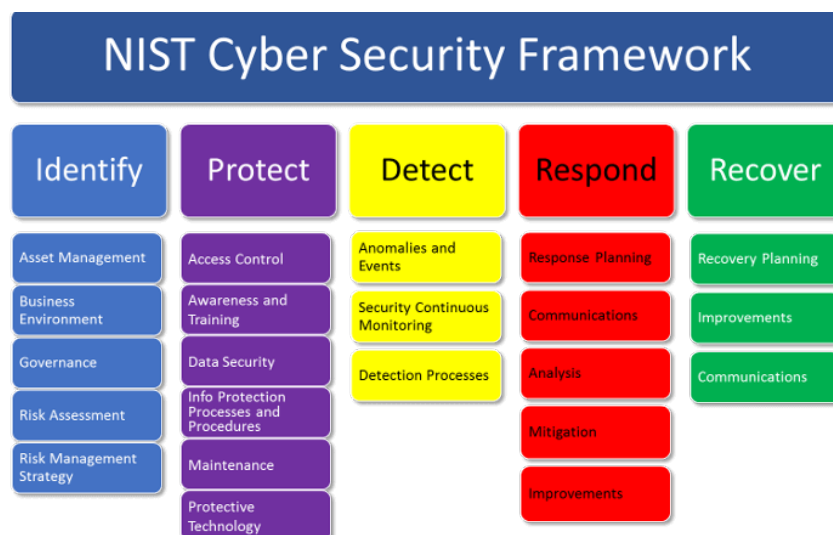 NIST Cyber Security Framework
Identify
Protect
Detect
Respond
Recover
Asset Management
Business
Environment
Governance
Risk Assessment
Risk Management
Strategy
Access Control
Awareness and
Training
Data Security
Info Protection
Processes and
Procedures
Maintenance
Protective
Technology
Anomalies and
Events
Security Continuous
Monitoring
Detection Processes
Response Planning
Communications
Analysis
Mitigation
Improvements
Recovery Planning
Improvements
Communications